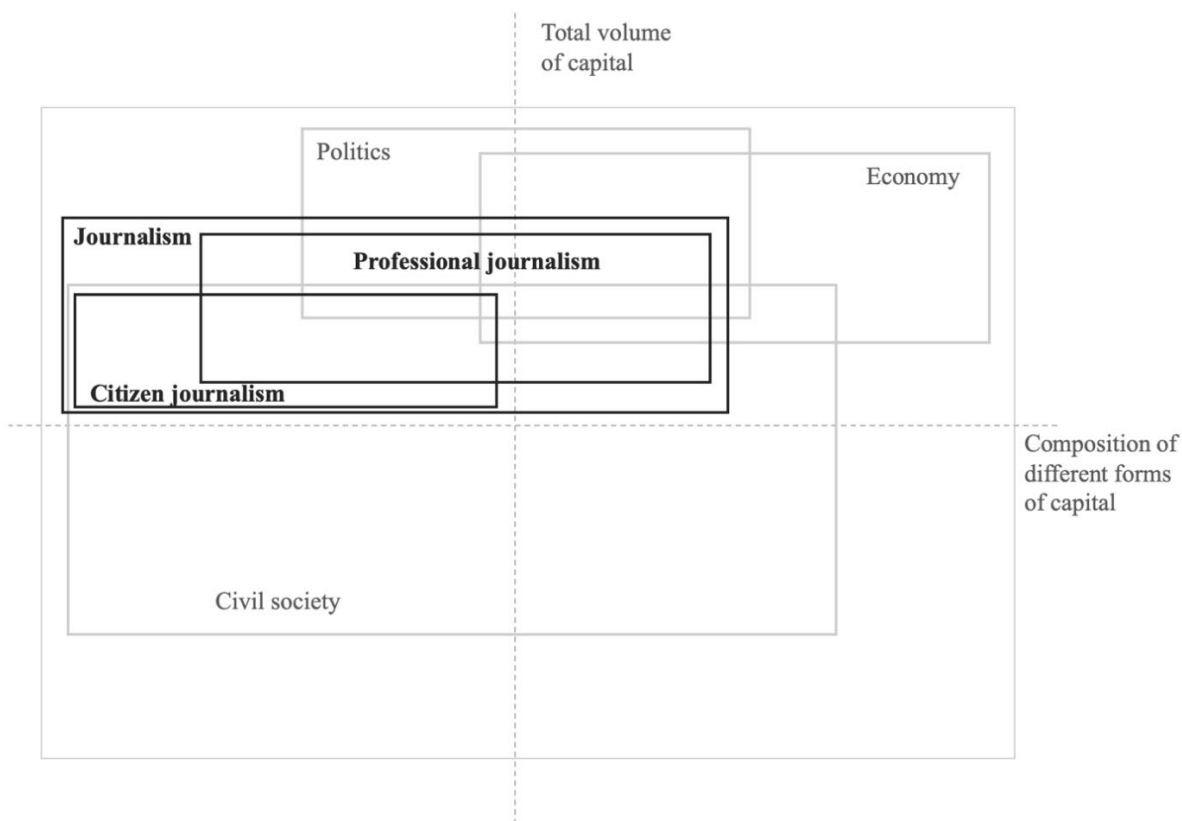 Total volume
of capital
Politics
Economy
Journalism
Professional journalism
Citizen journalism
Composition of
different forms
of capital
Civil society